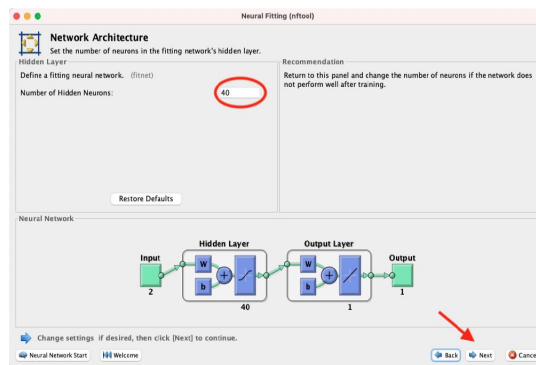 Neural Fitting (nftool)
Network Architecture
Set the number of neurons in the fitting network's hidden layer.
Hidden Layer
Define a fitting neural network. (fitnet)
Number of Hidden Neurons:
40
Restore Defaults
Recommendation
Return to this panel and change the number of neurons if the network does
not perform well after training.
Neural Network
Hidden Layer
Output Layer
Input
Output
W
b
W
b
2
40
1
1
Change settings if desired, then click [Next] to continue.
Neural Network Start
Welcome
Back
Next
Cance